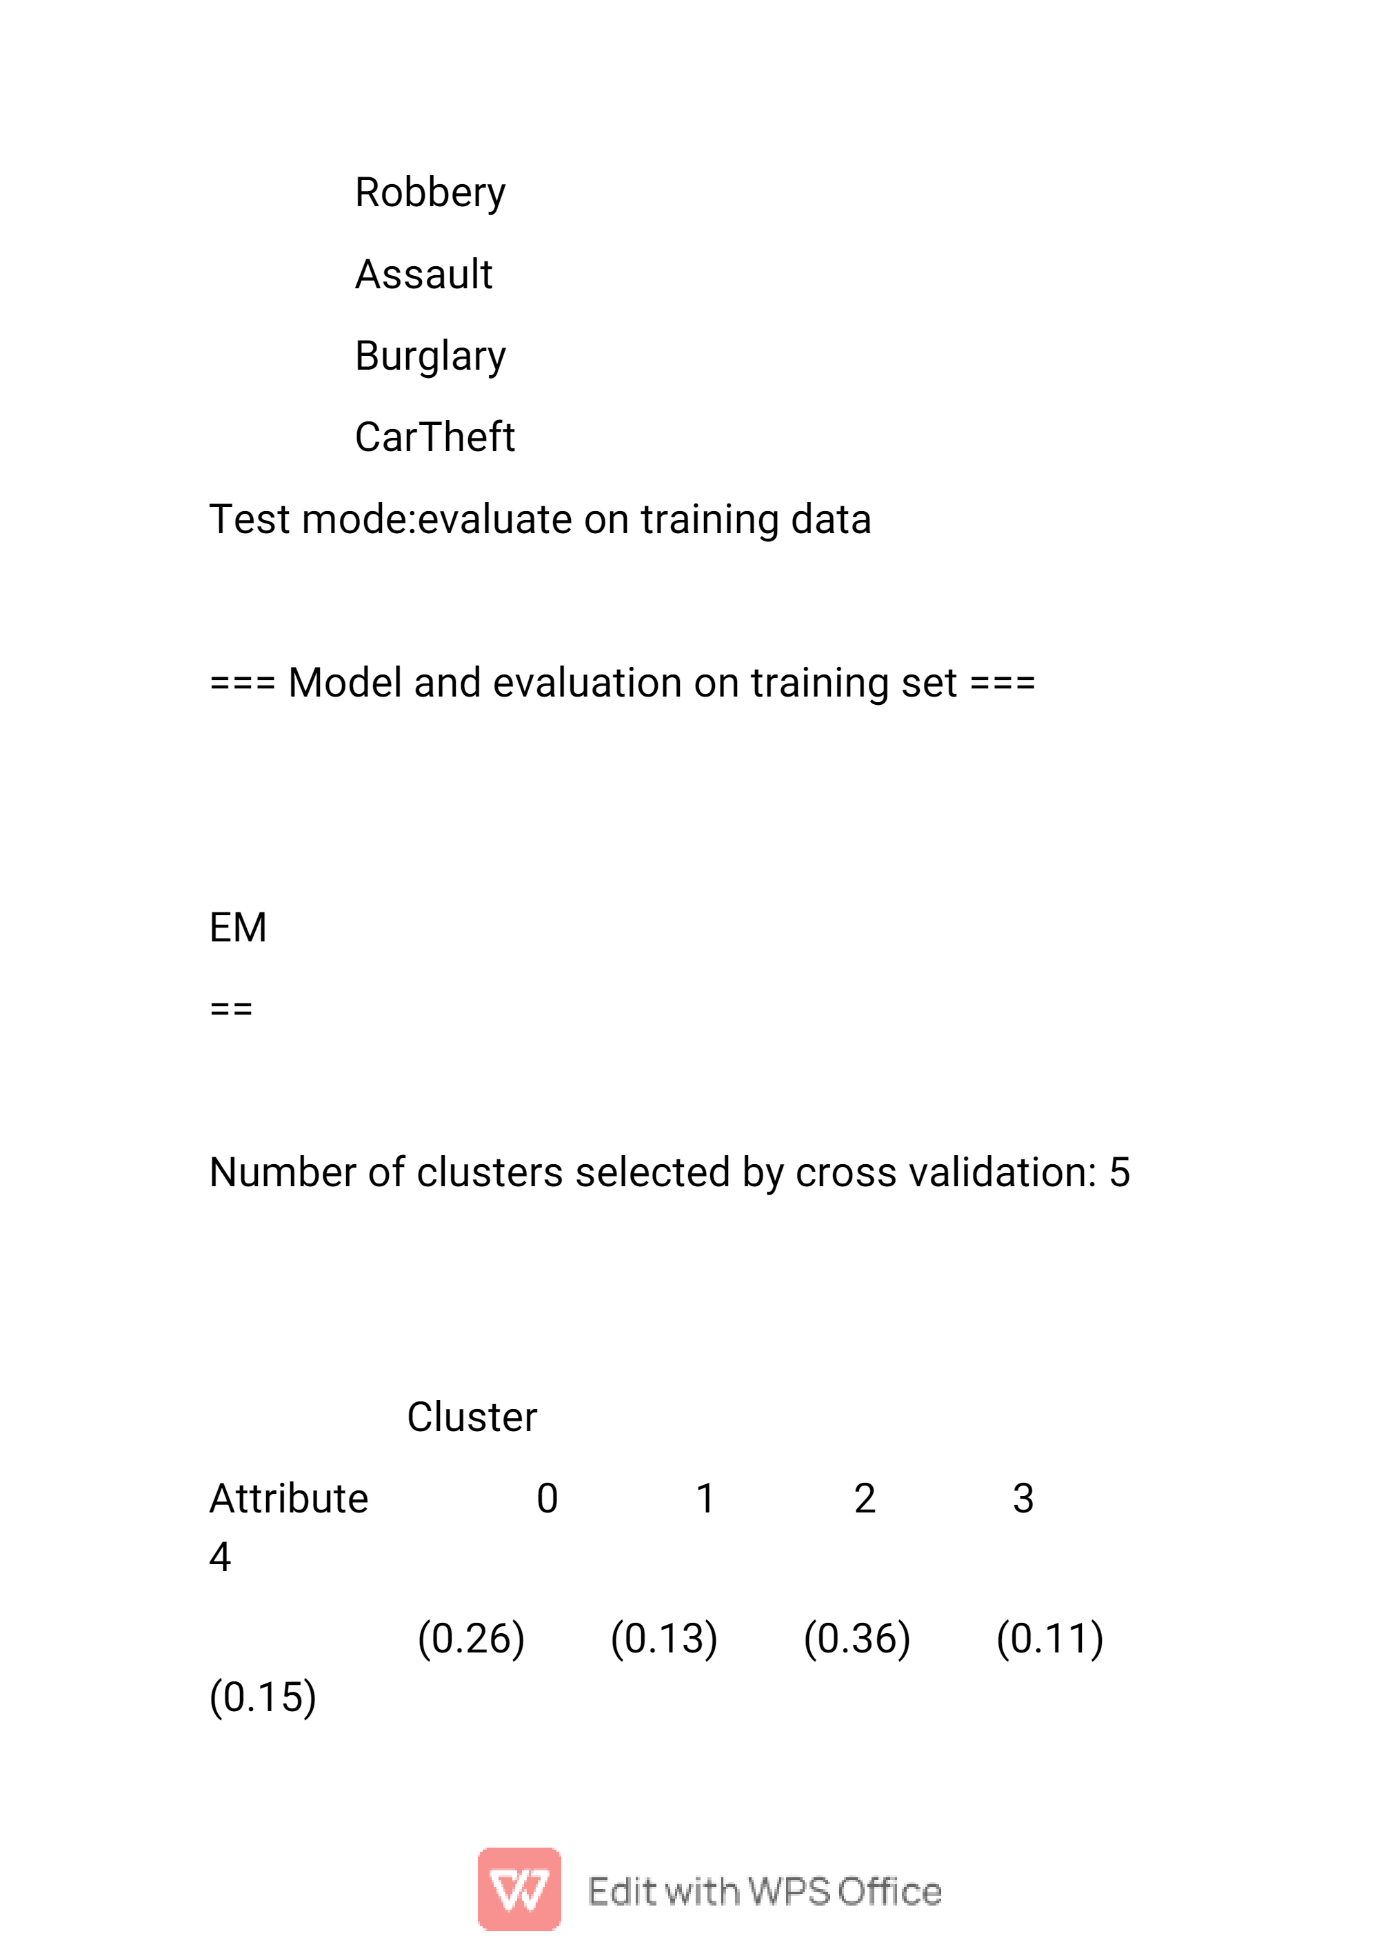 Robbery
Assault
Burglary
CarTheft
Test mode:evaluate on training data
=== Model and evaluation on training set ===
EM
==
Number of clusters selected by cross validation: 5
Cluster
Attribute 0 1 2 3
4
(0.26) (0.13) (0.36) (0.11)
(0.15)
Edit with WPS Office